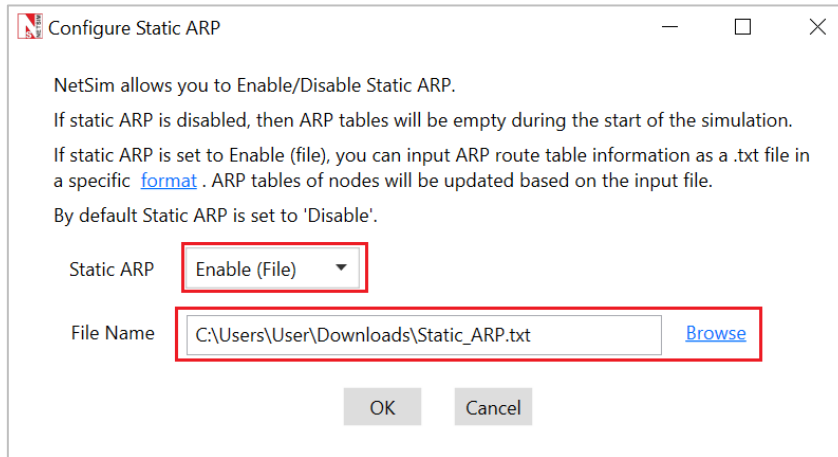 NETSIM Configure Static ARP
NetSim allows you to Enable/Disable Static ARP.
If static ARP is disabled, then ARP tables will be empty during the start of the simulation.
If static ARP is set to Enable (file), you can input ARP route table information as a .txt file in
a specific format . ARP tables of nodes will be updated based on the input file.
By default Static ARP is set to 'Disable'.
Static ARP Enable (File)
File Name C:\Users\User\Downloads\Static_ARP.txt Browse
OK Cancel